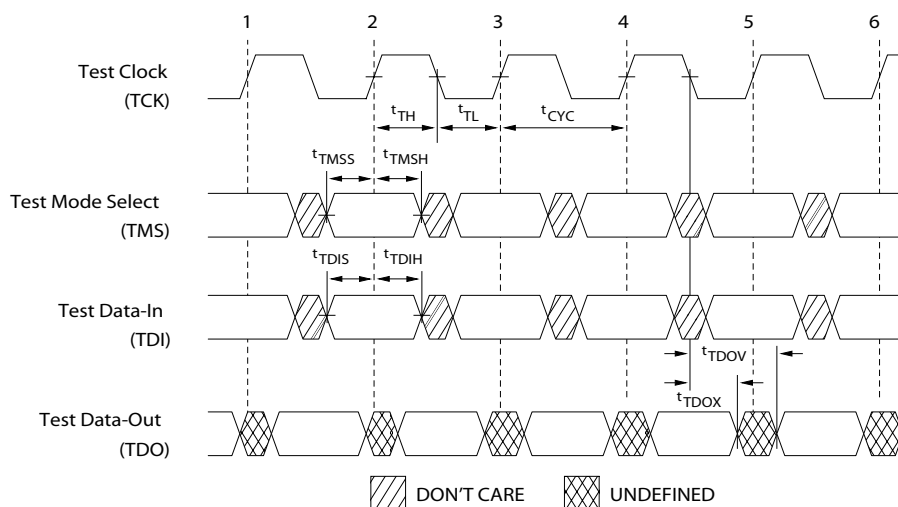 1 2 3 4 5 6
Test Clock
(TCK)
tTH tTL tCYC
tTMSS tTMSH
Test Mode Select
(TMS)
tTDIS tTDIH
Test Data-In
(TDI)
tTDOV
tTDOX
Test Data-Out
(TDO)
DON'T CARE UNDEFINED